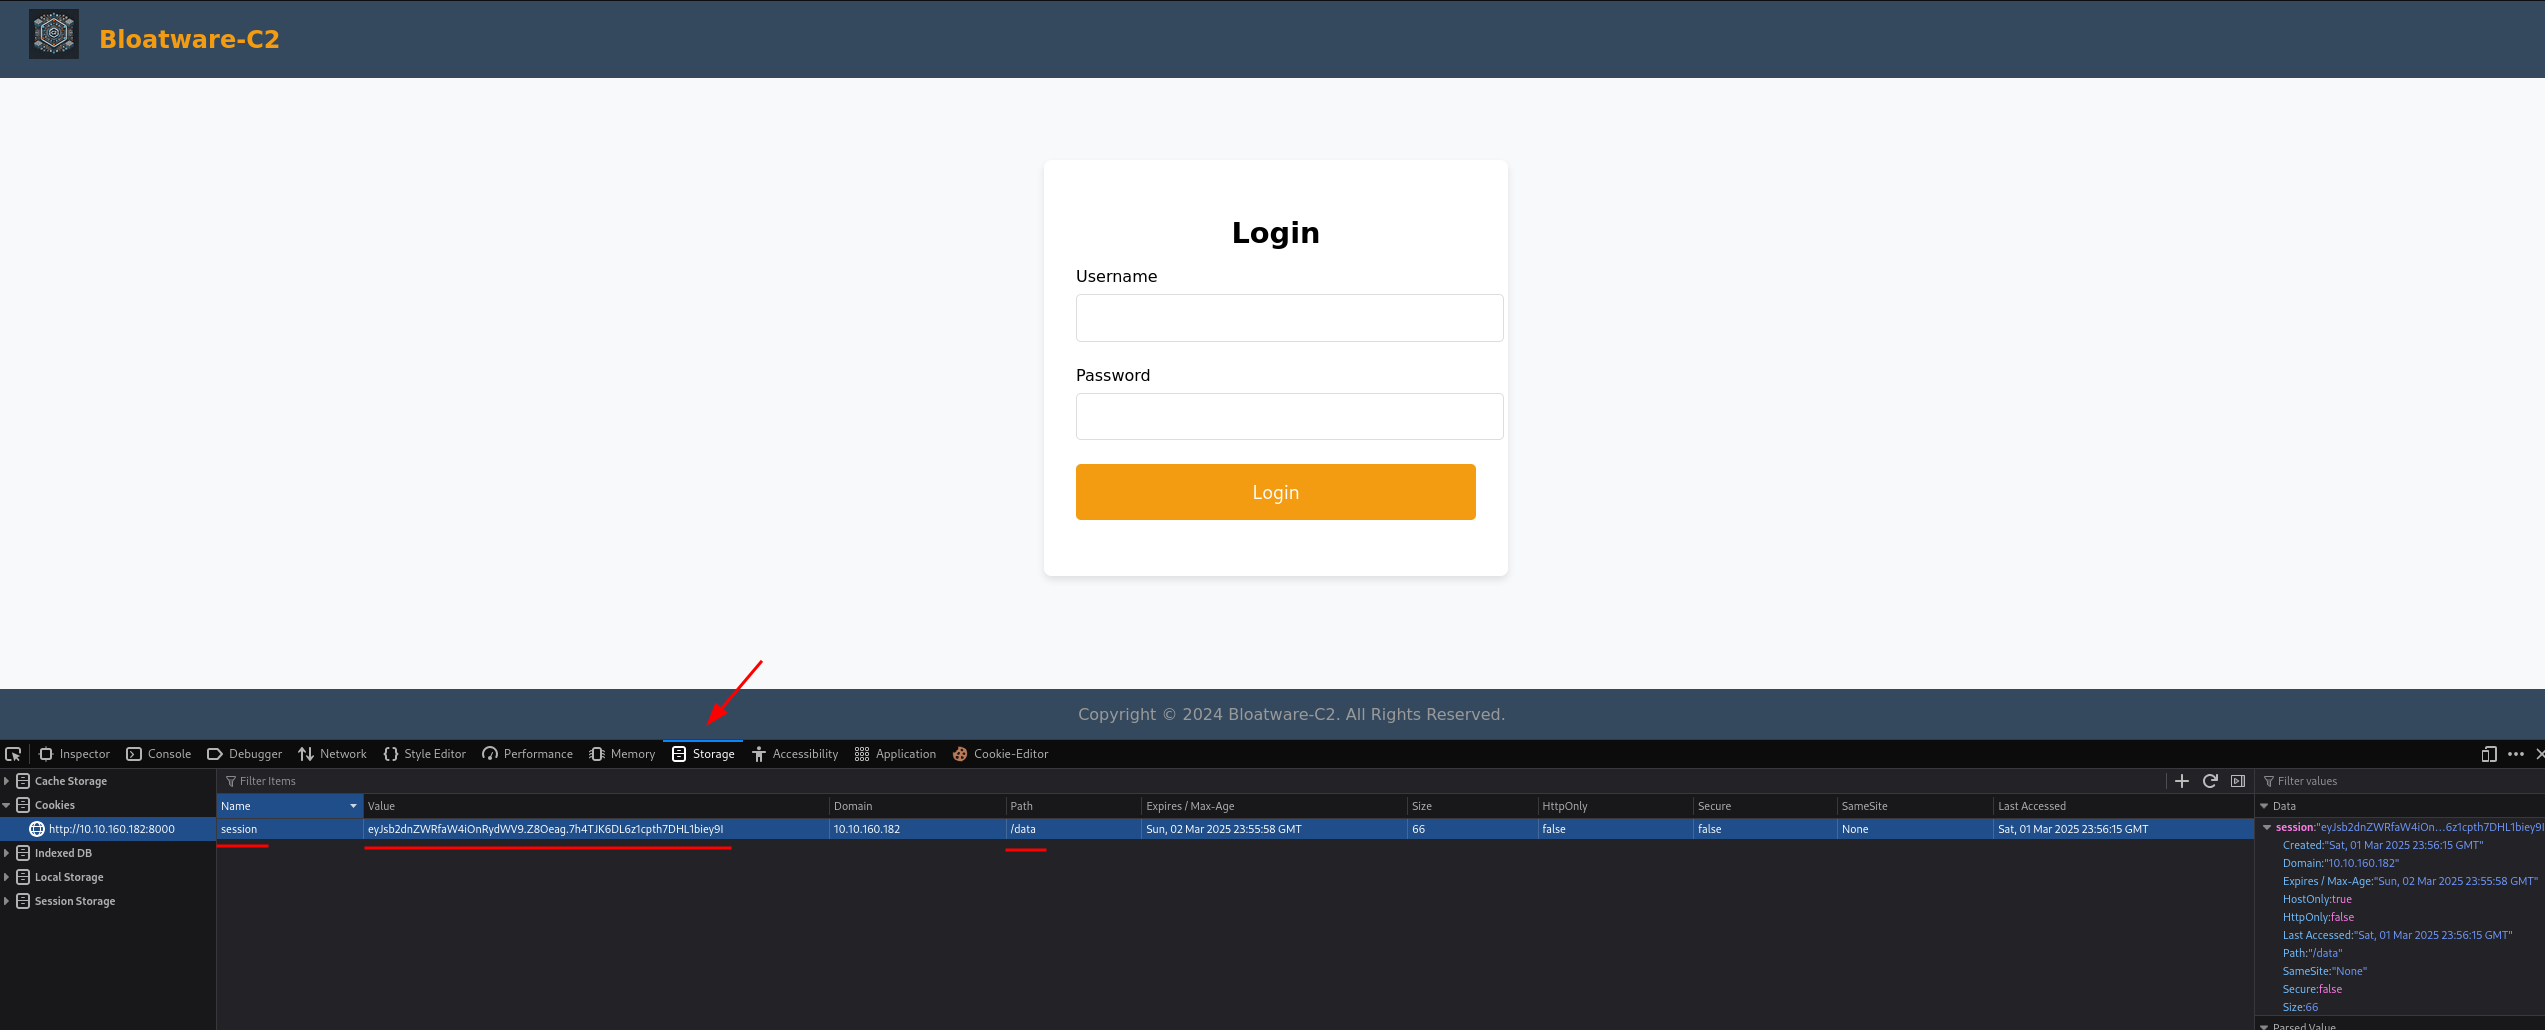 Bloatware-C2
Login
Username
Password
Login
Copyright © 2024 Bloatware-C2. All Rights Reserved.
Inspector Console Debugger Network Style Editor Performance Memory Storage Accessibility Application Cookie-Editor
Cache Storage
Cookies
http://10.10.160.182:8000
Indexed DB
Local Storage
Session Storage
Filter Items
Name Value Domain Path Expires / Max-Age Size HttpOnly Secure SameSite Last Accessed
session eyJsb2dnZWRfaW4iOnRydWV9.Z8Oeag.7h4TJK6DL6z1cpth7DHL1biey9I 10.10.160.182 /data Sun, 02 Mar 2025 23:55:58 GMT 66 false false None Sat, 01 Mar 2025 23:56:15 GMT
Filter values
Data
session:"eyJsb2dnZWRfaW4iOn...6z1cpth7DHL1biey9I
Created:"Sat, 01 Mar 2025 23:56:15 GMT"
Domain:"10.10.160.182"
Expires / Max-Age:"Sun, 02 Mar 2025 23:55:58 GMT"
HostOnly:true
HttpOnly:false
Last Accessed:"Sat, 01 Mar 2025 23:56:15 GMT"
Path:"/data"
SameSite:"None"
Secure:false
Size:66
Parsed Value